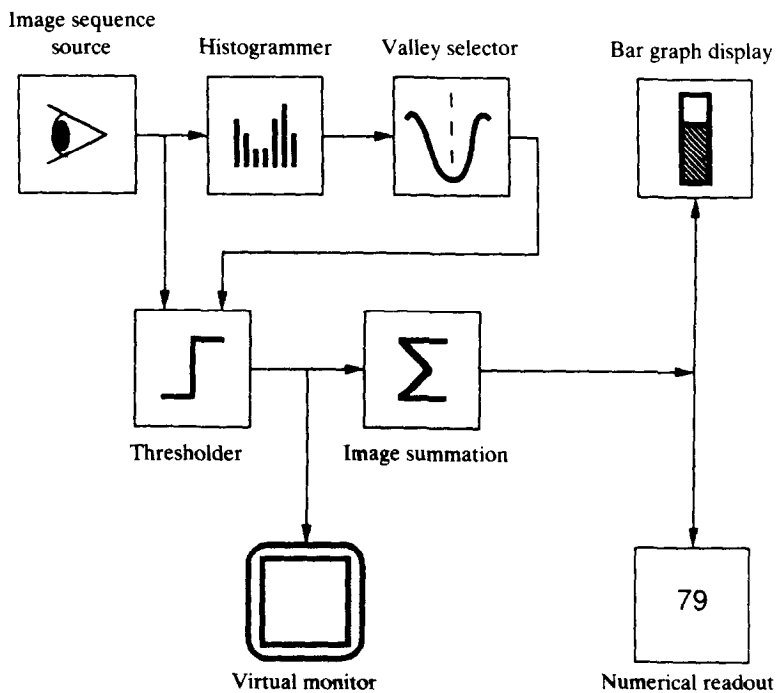 Image sequence
source
Histogrammer
Valley selector
Bar graph display
Thresholder
Image summation
79
Virtual monitor
Numerical readout